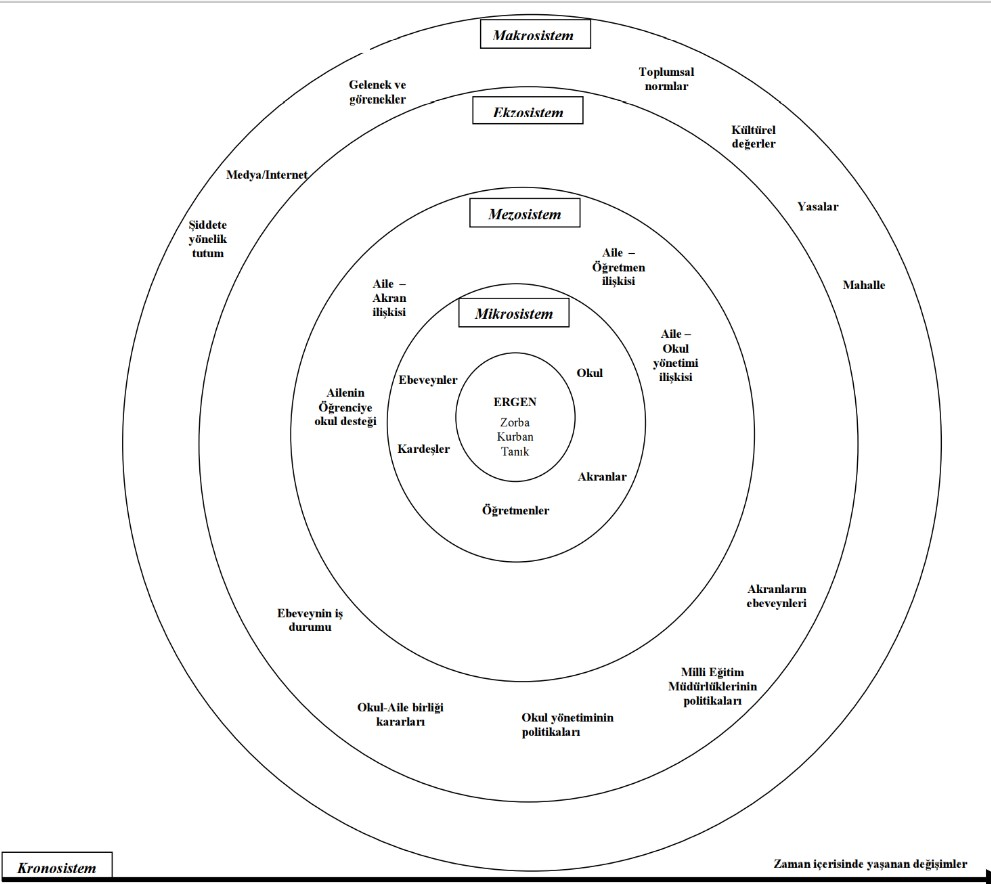 Makrosistem
Toplumsal
normlar
Gelenek ve
görenekler
Ekzosistem
Kültürel
değerler
Medya/Internet
Yasalar
Şiddete
yönelik
tutum
Mezosistem
Aile –
Öğretmen
ilişkisi
Mahalle
Aile –
Akran
ilişkisi
Mikrosistem
Aile –
Okul
yönetimi
ilişkisi
Ebeveynler
Okul
Ailenin
Öğrenciye
okul desteği
ERGEN
Zorba
Kurban
Tanık
Kardeşler
Akranlar
Öğretmenler
Akranların
ebeveynleri
Ebeveynin iş
durumu
Milli Eğitim
Müdürlüklerinin
politikaları
Okul-Aile birliği
kararları
Okul yönetiminin
politikaları
Kronosistem
Zaman içerisinde yaşanan değişimler